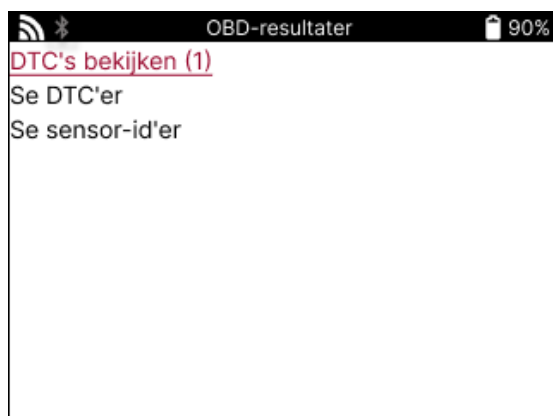 OBD-resultater 90%
DTC's bekijken (1)
Se DTC'er
Se sensor-id'er